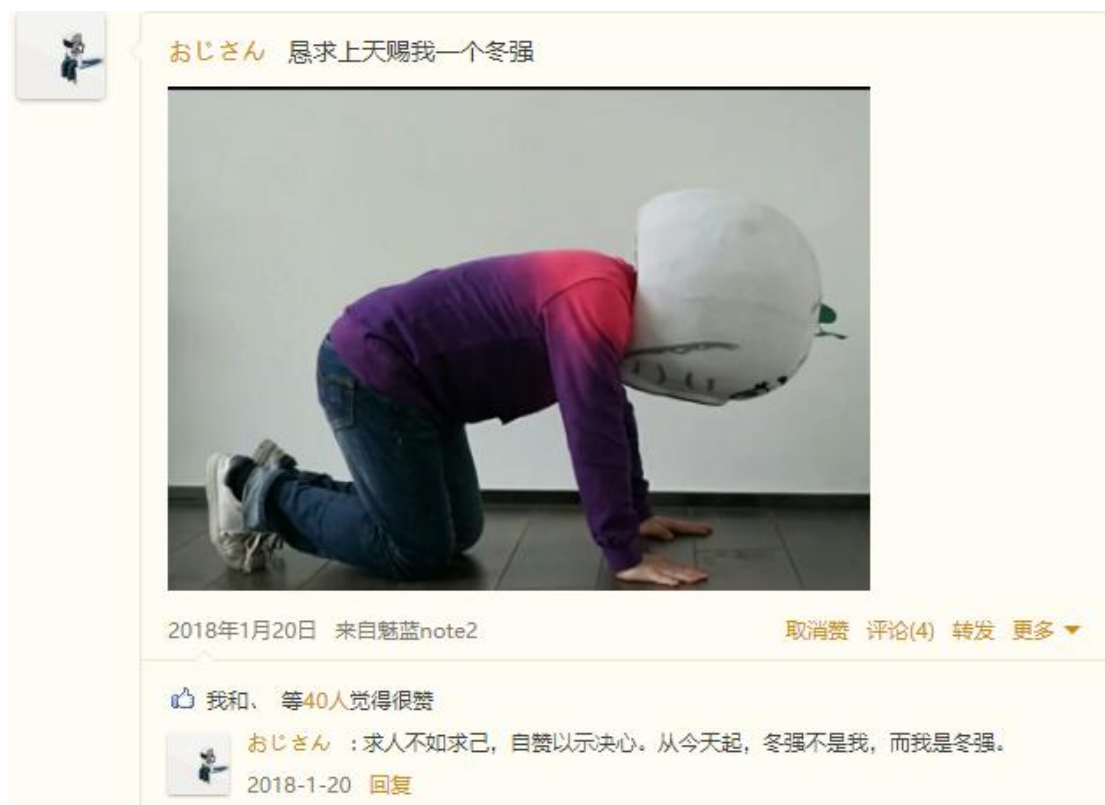 おじさん 恳求上天赐我一个冬强
2018年1月20日 来自魅蓝note2 取消赞 评论(4) 转发 更多
我和、 等40人觉得很赞
おじさん :求人不如求己，自赞以示决心。从今天起，冬强不是我，而我是冬强。
2018-1-20 回复